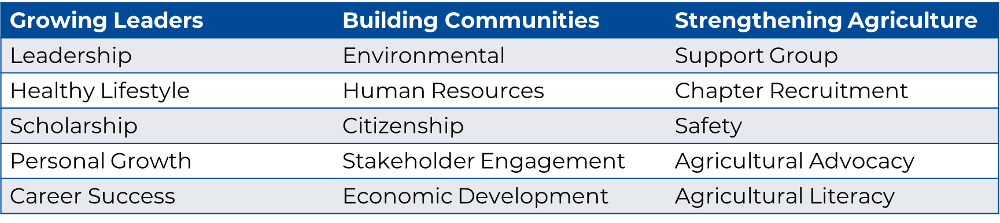 Growing Leaders Building Communities Strengthening Agriculture
Leadership Environmental Support Group
Healthy Lifestyle Human Resources Chapter Recruitment
Scholarship Citizenship Safety
Personal Growth Stakeholder Engagement Agricultural Advocacy
Career Success Economic Development Agricultural Literacy